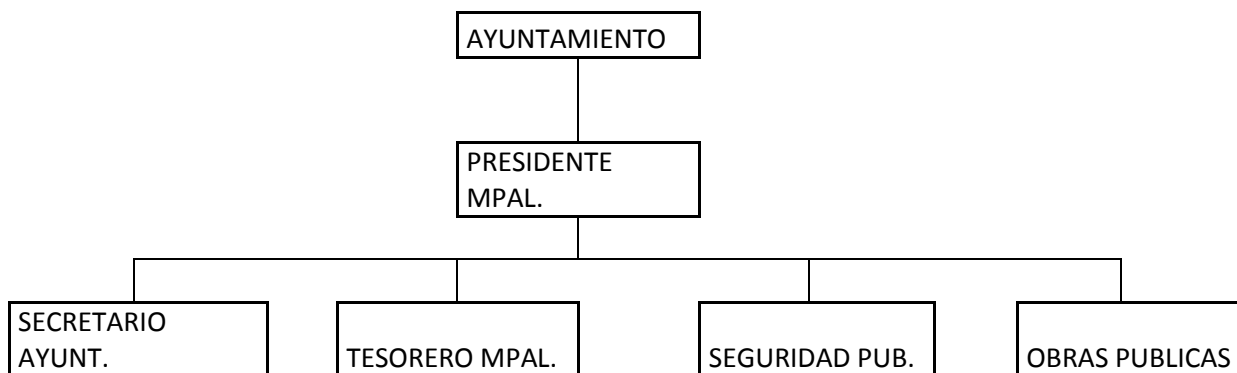 AYUNTAMIENTO
PRESIDENTE
MPAL.
SECRETARIO
AYUNT.
TESORERO MPAL.
SEGURIDAD PUB.
OBRAS PUBLICAS